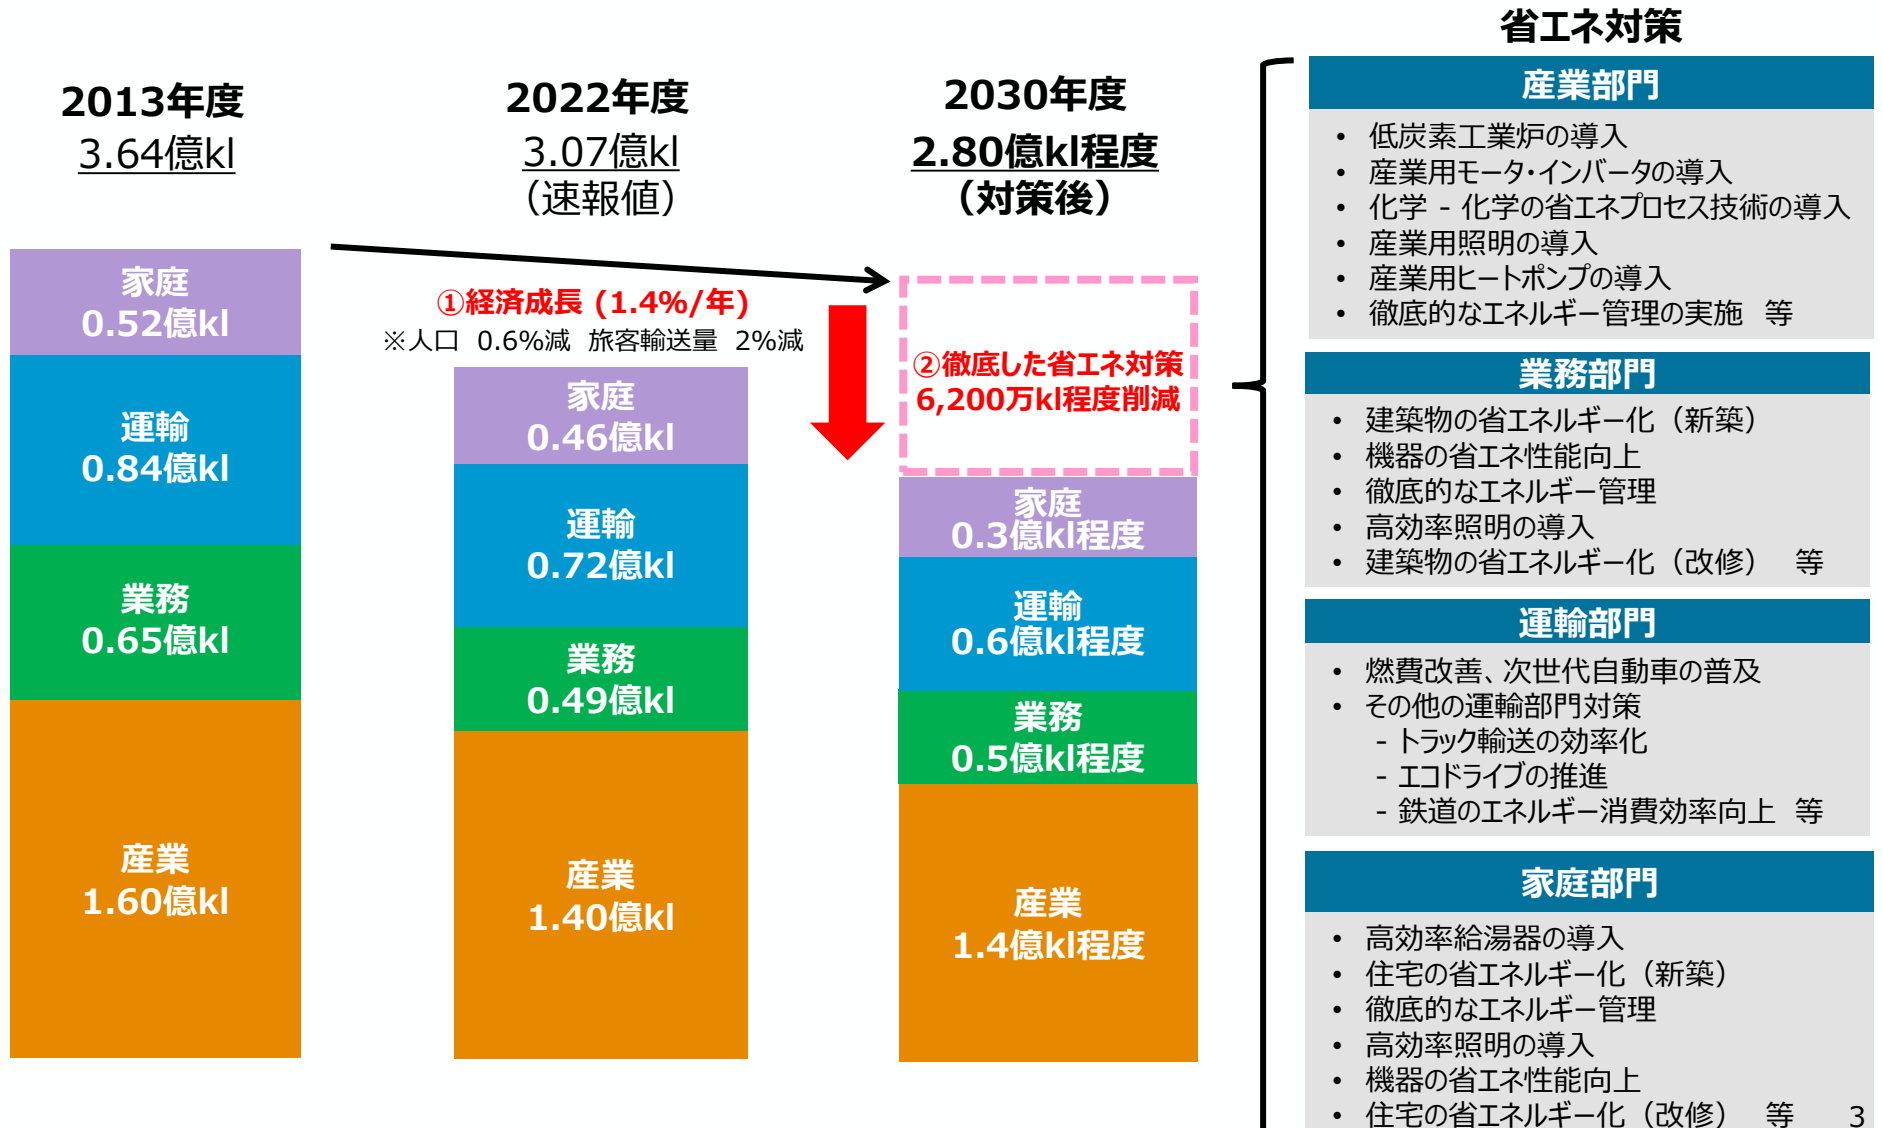 2013年度
3.64億kl
家庭
0.52億kl
運輸
0.84億kl
業務
0.65億kl
産業
1.60億kl
2022年度
3.07億kl
（速報値）
①経済成長 (1.4%/年)
※人口 0.6%減 旅客輸送量 2%減
家庭
0.46億kl
運輸
0.72億kl
業務
0.49億kl
産業
1.40億kl
2030年度
2.80億kl程度
（対策後）
②徹底した省エネ対策
6,200万kl程度削減
家庭
0.3億kl程度
運輸
0.6億kl程度
業務
0.5億kl程度
産業
1.4億kl程度
省エネ対策
産業部門
• 低炭素工業炉の導入
• 産業用モータ・インバータの導入
• 化学 - 化学の省エネプロセス技術の導入
• 産業用照明の導入
• 産業用ヒートポンプの導入
• 徹底的なエネルギー管理の実施 等
業務部門
• 建築物の省エネルギー化（新築）
• 機器の省エネ性能向上
• 徹底的なエネルギー管理
• 高効率照明の導入
• 建築物の省エネルギー化（改修） 等
運輸部門
• 燃費改善、次世代自動車の普及
• その他の運輸部門対策
- トラック輸送の効率化
- エコドライブの推進
- 鉄道のエネルギー消費効率向上 等
家庭部門
• 高効率給湯器の導入
• 住宅の省エネルギー化（新築）
• 徹底的なエネルギー管理
• 高効率照明の導入
• 機器の省エネ性能向上
• 住宅の省エネルギー化（改修） 等
3